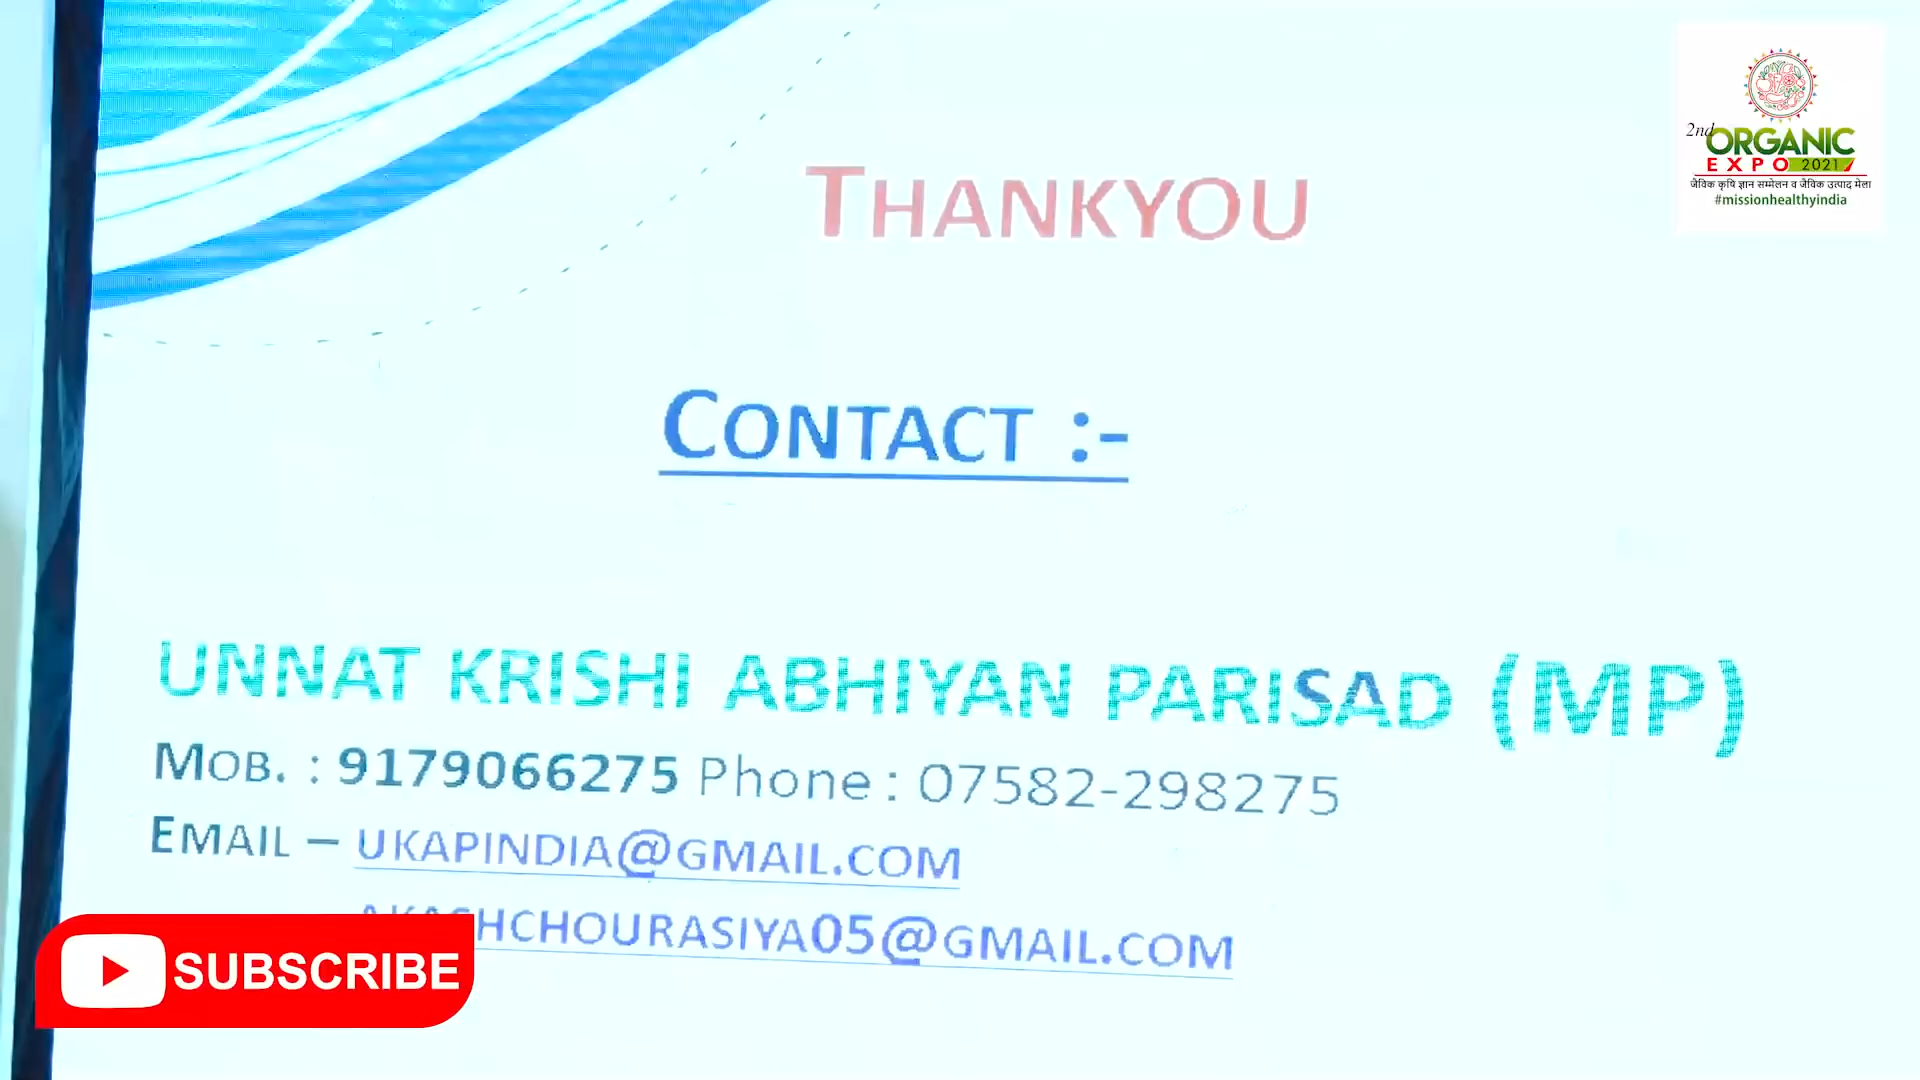 2nd
ORGANIC
EXPO 2021
जैविक कृषि ज्ञान सम्मेलन व जैविक उत्पाद मेला
#missionhealthyindia
THANKYOU
CONTACT :-
UNNAT KRISHI ABHIYAN PARISAD (MP)
MOB. : 9179066275 Phone : 07582-298275
EMAIL – UKAPINDIA@GMAIL.COM
AKASHCHOURASIYA05@GMAIL.COM
SUBSCRIBE